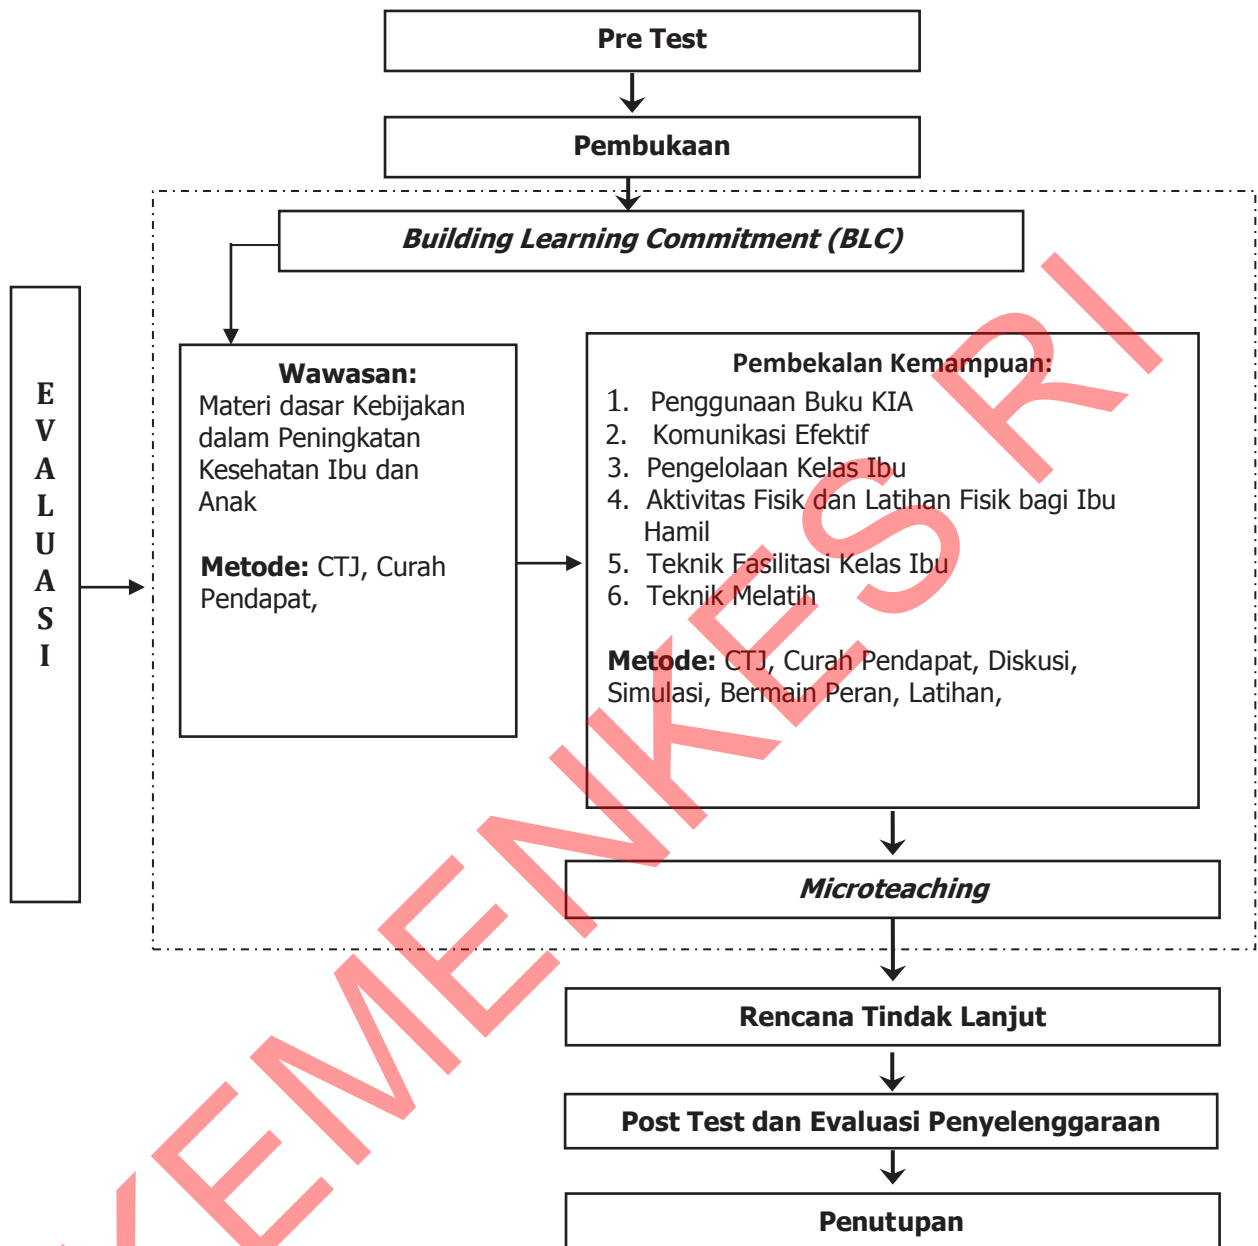 Pre Test
Pembukaan
Building Learning Commitment (BLC)
E
V
A
L
U
A
S
I
Wawasan:
Materi dasar Kebijakan
dalam Peningkatan
Kesehatan Ibu dan
Anak
Metode: CTJ, Curah
Pendapat,
Pembekalan Kemampuan:
1. Penggunaan Buku KIA
2. Komunikasi Efektif
3. Pengelolaan Kelas Ibu
4. Aktivitas Fisik dan Latihan Fisik bagi Ibu
Hamil
5. Teknik Fasilitasi Kelas Ibu
6. Teknik Melatih
Metode: CTJ, Curah Pendapat, Diskusi,
Simulasi, Bermain Peran, Latihan,
Microteaching
Rencana Tindak Lanjut
Post Test dan Evaluasi Penyelenggaraan
Penutupan
KEMENKES RI